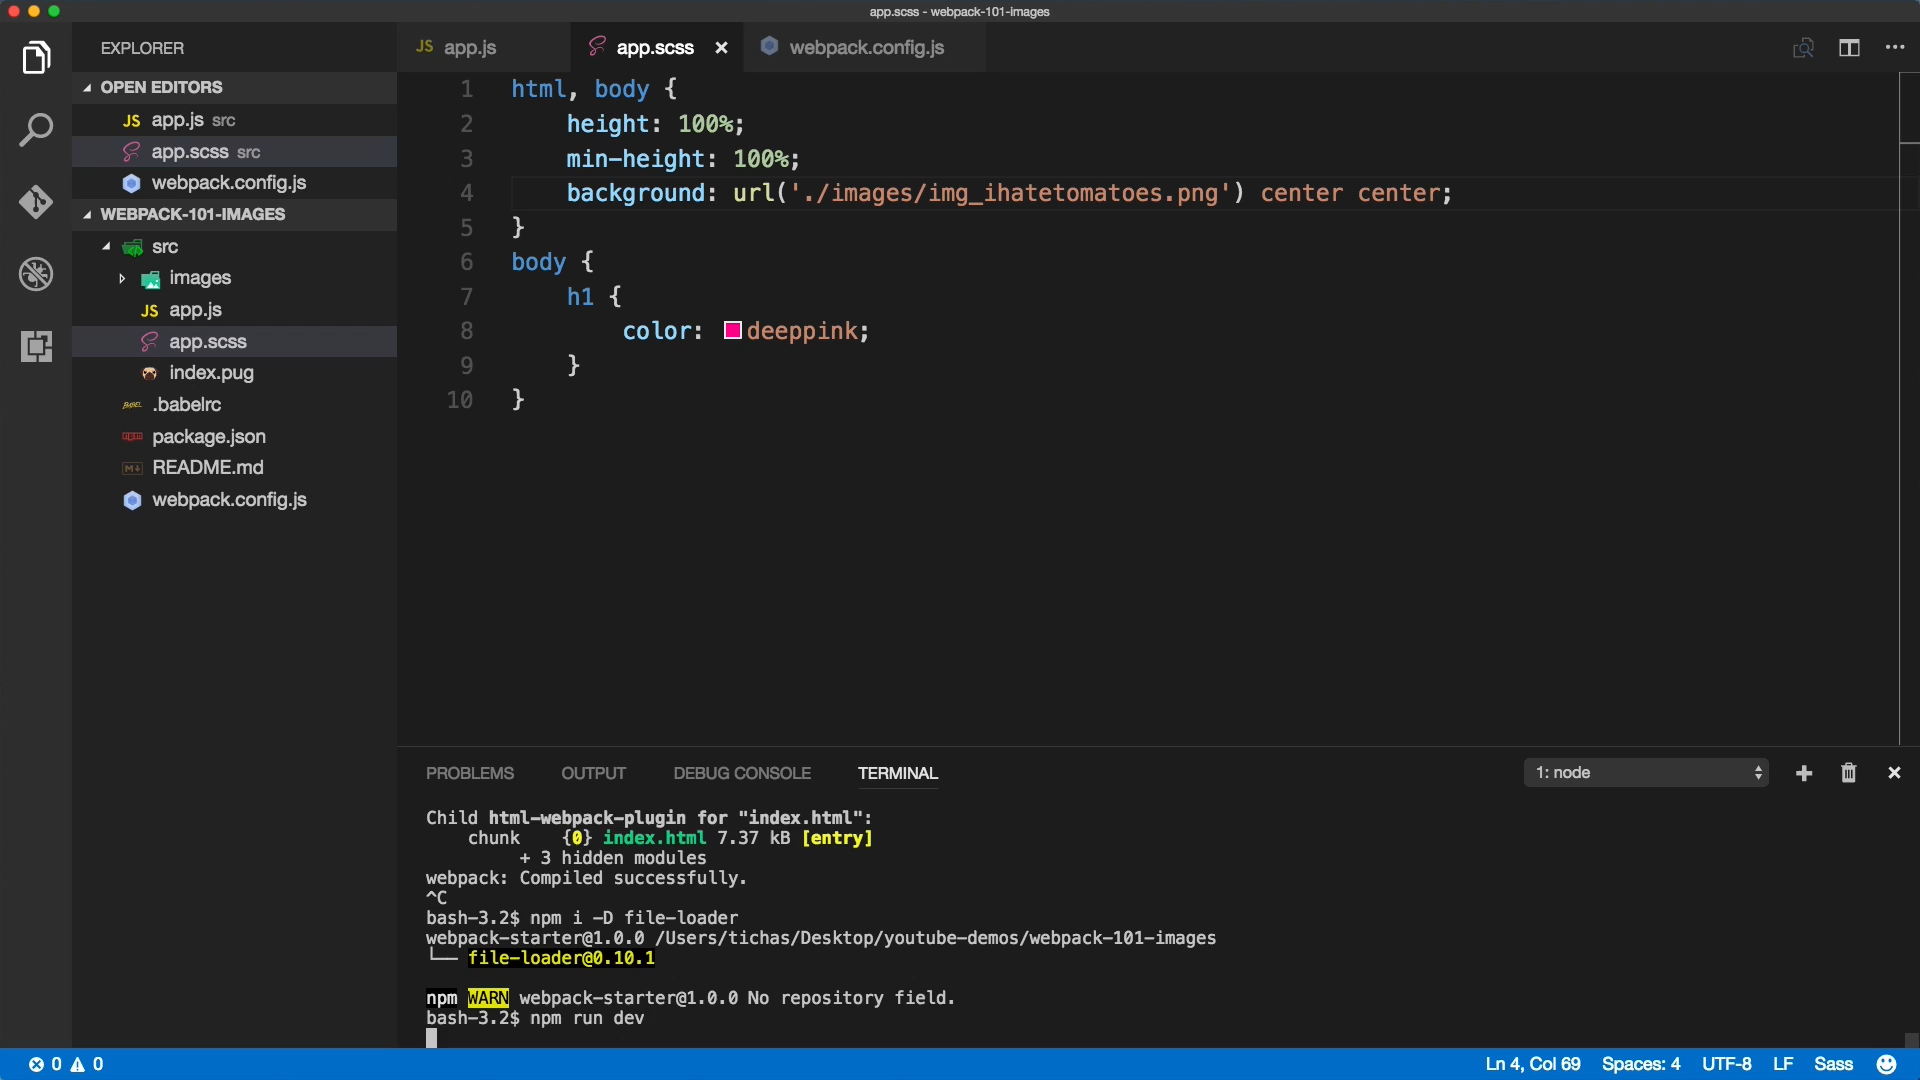 app.scss - webpack-101-images
EXPLORER
OPEN EDITORS
JS app.js src
app.scss src
webpack.config.js
WEBPACK-101-IMAGES
src
images
JS app.js
app.scss
index.pug
BABEL .babelrc
npm package.json
M↓ README.md
webpack.config.js
JS app.js
app.scss ×
webpack.config.js
1 html, body {
2 height: 100%;
3 min-height: 100%;
4 background: url('./images/img_ihatetomatoes.png') center center;
5 }
6 body {
7 h1 {
8 color: deeppink;
9 }
10 }
PROBLEMS OUTPUT DEBUG CONSOLE TERMINAL 1: node
Child html-webpack-plugin for "index.html":
chunk {0} index.html 7.37 kB [entry]
+ 3 hidden modules
webpack: Compiled successfully.
^C
bash-3.2$ npm i -D file-loader
webpack-starter@1.0.0 /Users/tichas/Desktop/youtube-demos/webpack-101-images
└── file-loader@0.10.1
npm WARN webpack-starter@1.0.0 No repository field.
bash-3.2$ npm run dev
0 0 Ln 4, Col 69 Spaces: 4 UTF-8 LF Sass